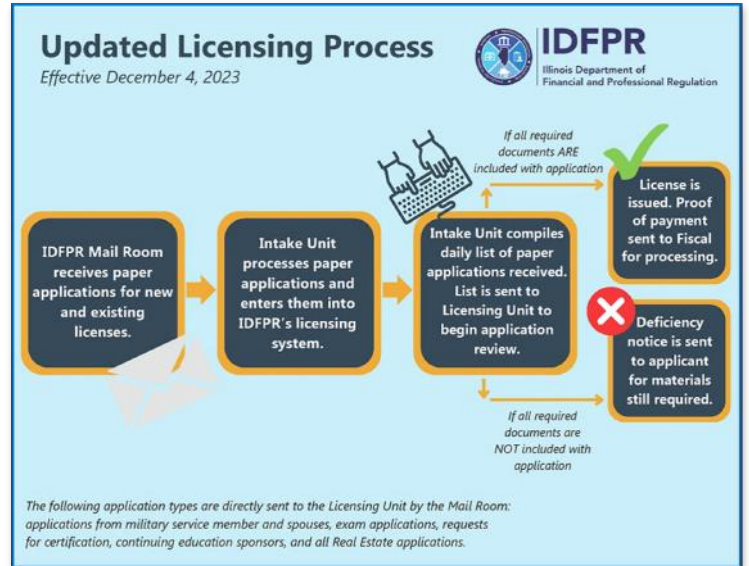 Updated Licensing Process
Effective December 4, 2023
IDFPR
Illinois Department of
Financial and Professional Regulation
IDFPR Mail Room
receives paper
applications for new
and existing
licenses.
Intake Unit
processes paper
applications and
enters them into
IDFPR's licensing
system.
Intake Unit compiles
daily list of paper
applications received.
List is sent to
Licensing Unit to
begin application
review.
If all required
documents ARE
included with application
License is
issued. Proof
of payment
sent to Fiscal
for processing.
If all required
documents are
NOT included with
application
Deficiency
notice is sent
to applicant
for materials
still required.
The following application types are directly sent to the Licensing Unit by the Mail Room:
applications from military service member and spouses, exam applications, requests
for certification, continuing education sponsors, and all Real Estate applications.